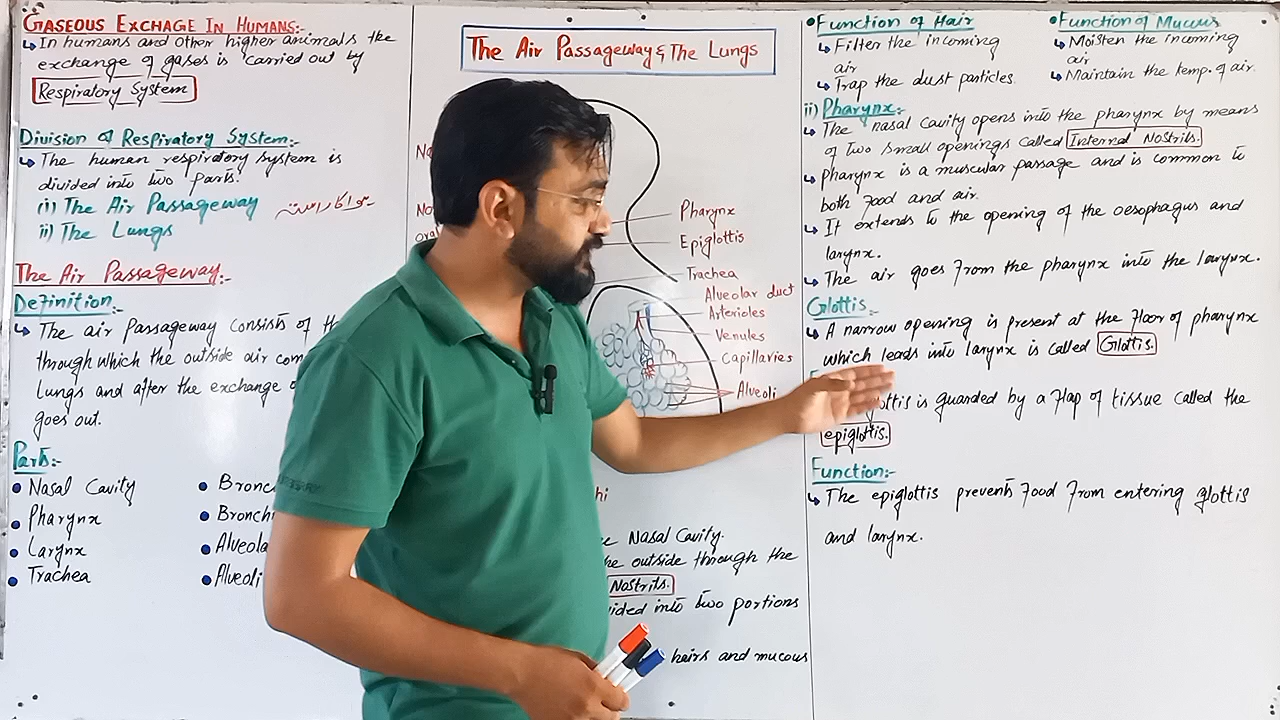 GASEOUS EXCHAGE IN HUMANS:-
↳ In humans and other higher animals, the
exchange of gases is carried out by
Respiratory System
Division of Respiratory System:-
↳ The human respiratory system is
divided into two parts.
(i) The Air Passageway ہوا کا راستہ
ii) The Lungs
The Air Passageway:-
Definition:-
↳ The air passageway consists of th
through which the outside air com
lungs and after the exchange o
goes out.
Parts:-
• Nasal Cavity
• Pharynx
• Larynx
• Trachea
• Bronc
• Bronchi
• Alveola
• Alveoli
The Air Passageway & The Lungs
Na
No
ora
Pharynx
Epiglottis
Trachea
Alveolar duct
Arterioles
Venules
Capillaries
Alveoli
hi
Nasal Cavity.
he outside through the
Nostrils.
vided into two portions
hairs and mucous
• Function of Hair
↳ Filter the incoming
air
↳ Trap the dust particles.
• Function of Mucus
↳ Moisten the incoming
air
↳ Maintain the temp. of air.
ii) Pharynx:-
↳ The nasal cavity opens into the pharynx by means
of two small openings called Internal Nostrils.
↳ pharynx is a muscular passage and is common to
both food and air.
↳ It extends to the opening of the oesophagus and
larynx.
↳ The air goes from the pharynx into the larynx.
Glottis:-
↳ A narrow opening is present at the floor of pharynx
which leads into larynx is called Glottis.
lottis is guarded by a flap of tissue called the
epiglottis.
Function:-
↳ The epiglottis prevents food from entering glottis
and larynx.